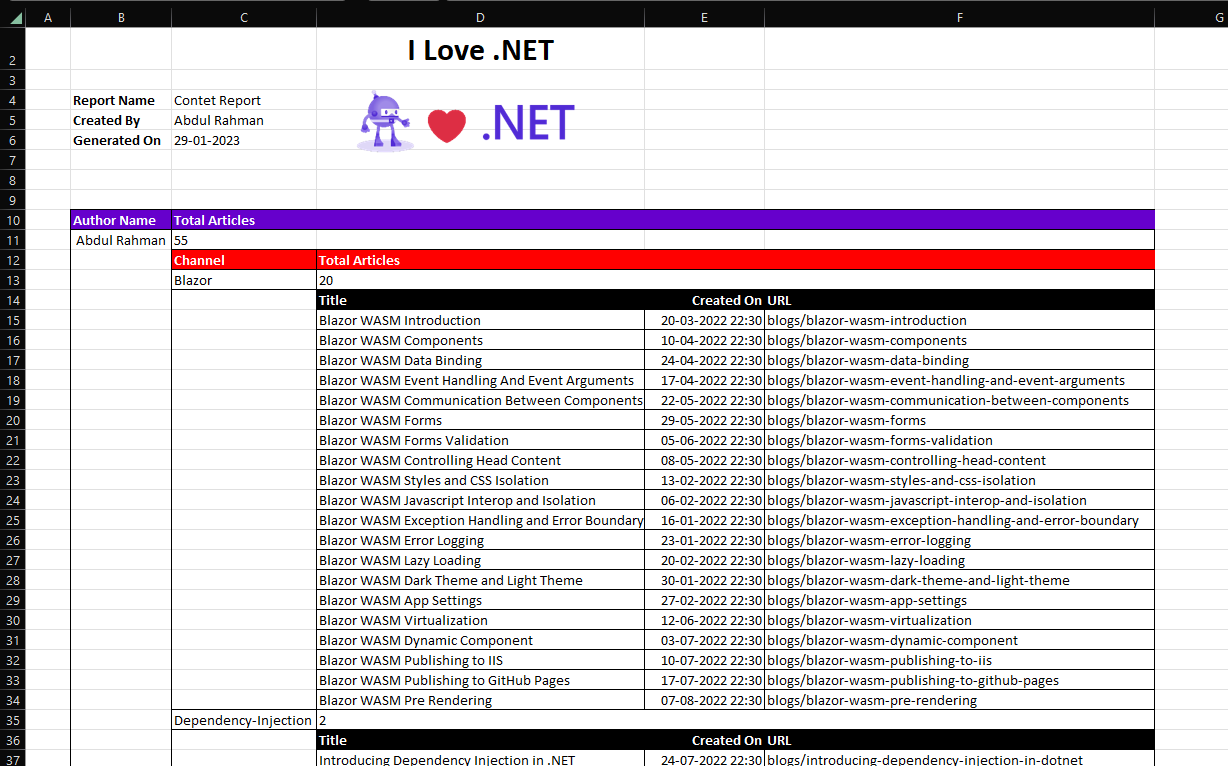 A B C D E F G
2 I Love .NET
3
4 Report Name Contet Report
5 Created By Abdul Rahman .NET
6 Generated On 29-01-2023
7
8
9
10 Author Name Total Articles
11 Abdul Rahman 55
12 Channel Total Articles
13 Blazor 20
14 Title Created On URL
15 Blazor WASM Introduction 20-03-2022 22:30 blogs/blazor-wasm-introduction
16 Blazor WASM Components 10-04-2022 22:30 blogs/blazor-wasm-components
17 Blazor WASM Data Binding 24-04-2022 22:30 blogs/blazor-wasm-data-binding
18 Blazor WASM Event Handling And Event Arguments 17-04-2022 22:30 blogs/blazor-wasm-event-handling-and-event-arguments
19 Blazor WASM Communication Between Components 22-05-2022 22:30 blogs/blazor-wasm-communication-between-components
20 Blazor WASM Forms 29-05-2022 22:30 blogs/blazor-wasm-forms
21 Blazor WASM Forms Validation 05-06-2022 22:30 blogs/blazor-wasm-forms-validation
22 Blazor WASM Controlling Head Content 08-05-2022 22:30 blogs/blazor-wasm-controlling-head-content
23 Blazor WASM Styles and CSS Isolation 13-02-2022 22:30 blogs/blazor-wasm-styles-and-css-isolation
24 Blazor WASM Javascript Interop and Isolation 06-02-2022 22:30 blogs/blazor-wasm-javascript-interop-and-isolation
25 Blazor WASM Exception Handling and Error Boundary 16-01-2022 22:30 blogs/blazor-wasm-exception-handling-and-error-boundary
26 Blazor WASM Error Logging 23-01-2022 22:30 blogs/blazor-wasm-error-logging
27 Blazor WASM Lazy Loading 20-02-2022 22:30 blogs/blazor-wasm-lazy-loading
28 Blazor WASM Dark Theme and Light Theme 30-01-2022 22:30 blogs/blazor-wasm-dark-theme-and-light-theme
29 Blazor WASM App Settings 27-02-2022 22:30 blogs/blazor-wasm-app-settings
30 Blazor WASM Virtualization 12-06-2022 22:30 blogs/blazor-wasm-virtualization
31 Blazor WASM Dynamic Component 03-07-2022 22:30 blogs/blazor-wasm-dynamic-component
32 Blazor WASM Publishing to IIS 10-07-2022 22:30 blogs/blazor-wasm-publishing-to-iis
33 Blazor WASM Publishing to GitHub Pages 17-07-2022 22:30 blogs/blazor-wasm-publishing-to-github-pages
34 Blazor WASM Pre Rendering 07-08-2022 22:30 blogs/blazor-wasm-pre-rendering
35 Dependency-Injection 2
36 Title Created On URL
37 Introducing Dependency Injection in .NET 24-07-2022 22:30 blogs/introducing-dependency-injection-in-dotnet